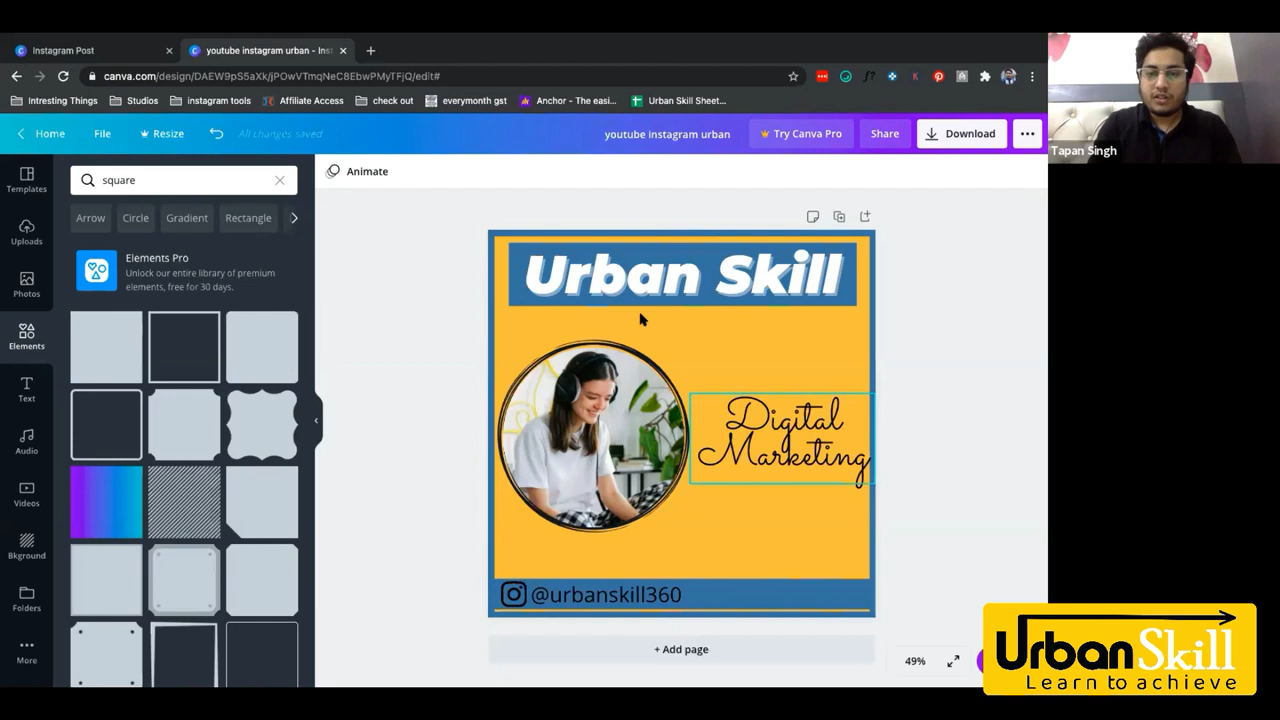 Instagram Post
youtube instagram urban - Inst
canva.com/design/DAEW9pS5aXk/jPOwVTmqNeC8EbwPMyTFjQ/edit#
Intresting Things
Studios
instagram tools
Affiliate Access
check out
everymonth gst
Anchor - The easi...
Urban Skill Sheet...
Tapan Singh
Home
File
Resize
All changes saved
youtube instagram urban
Try Canva Pro
Share
Download
Templates
Uploads
Photos
Elements
Text
Audio
Videos
Bkground
Folders
More
square
Arrow
Circle
Gradient
Rectangle
Elements Pro
Unlock our entire library of premium
elements, free for 30 days.
Animate
Urban Skill
Digital
Marketing
@urbanskill360
+ Add page
49%
Urban Skill
Learn to achieve